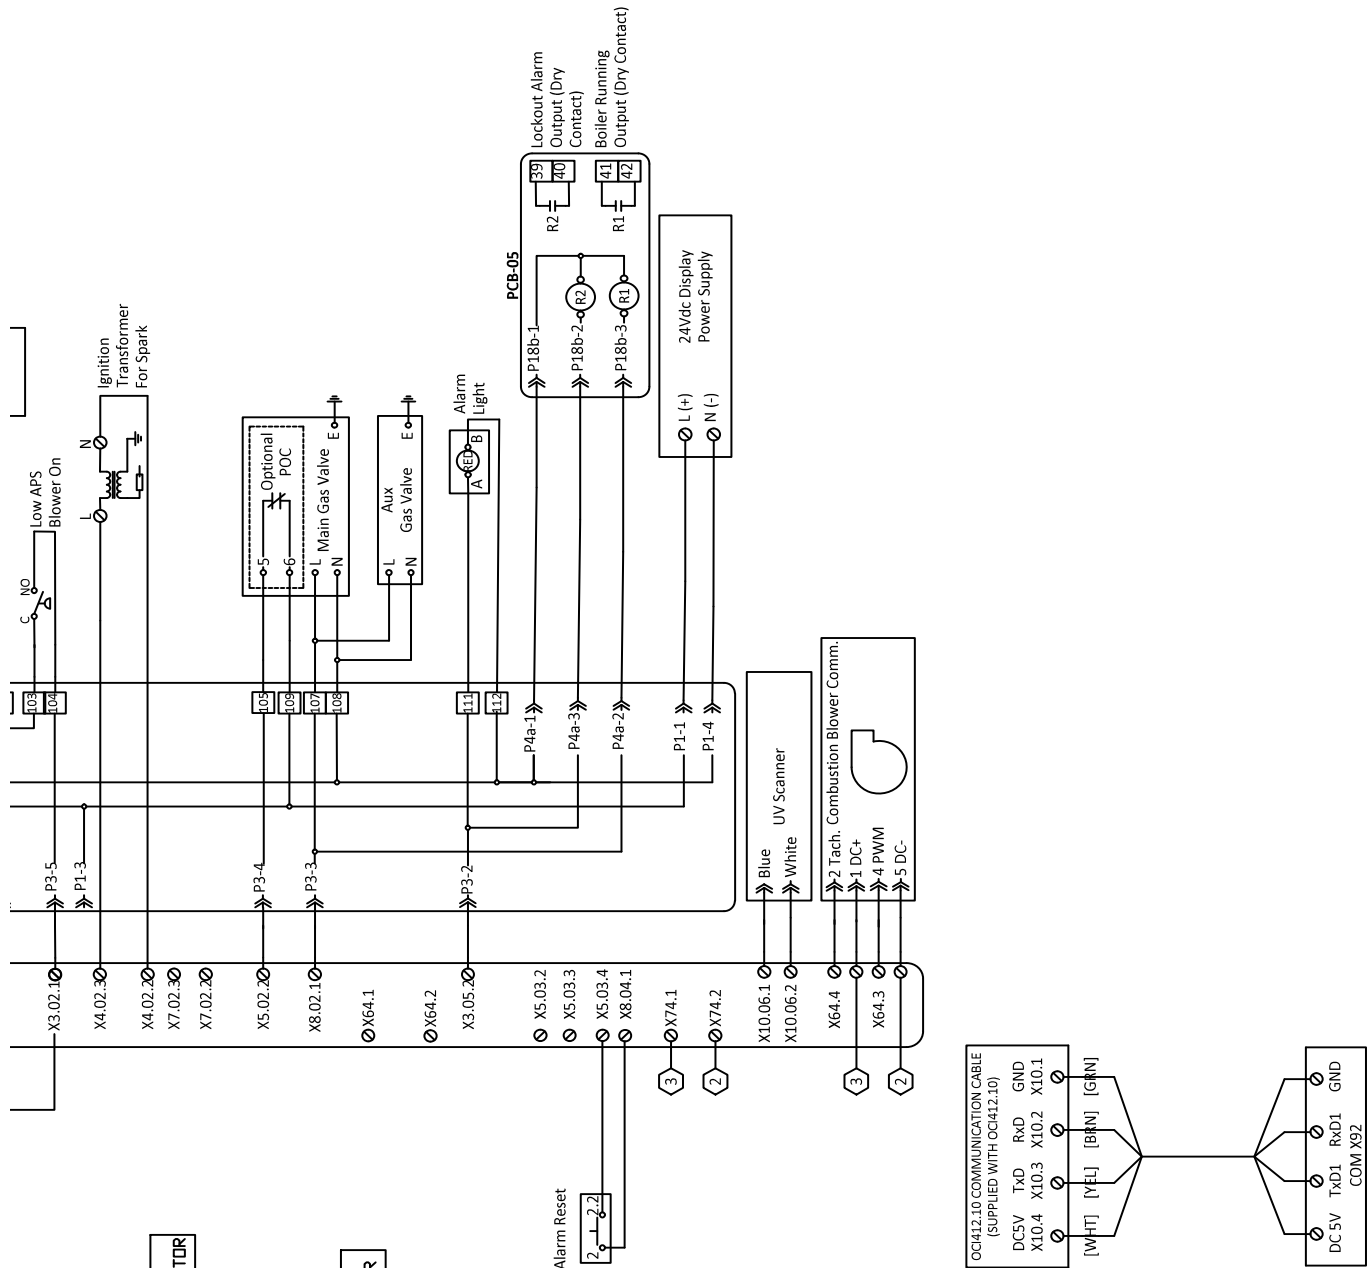 Lockout Alarm
Output (Dry
Contact)
Boiler Running
Output (Dry Contact)
39
40
41
42
R2
R1
PCB-05
R2
R1
P18b-1
P18b-2
P18b-3
24Vdc Display
Power Supply
L (+)
N (-)
Ignition
Transformer
For Spark
N
L
Low APS
Blower On
NO
C
Optional
POC
5
6
Main Gas Valve
E
L
N
Aux
Gas Valve
E
L
N
Alarm
Light
RED
B
A
103
104
105
109
107
108
111
112
P4a-1
P4a-3
P4a-2
P1-1
P1-4
P3-5
P1-3
P3-4
P3-3
P3-2
UV Scanner
Blue
White
Combustion Blower Comm.
2 Tach.
1 DC+
4 PWM
5 DC-
X3.02.1
X4.02.3
X4.02.2
X7.02.3
X7.02.2
X5.02.2
X8.02.1
X64.1
X64.2
X3.05.2
X5.03.2
X5.03.3
X5.03.4
X8.04.1
X74.1
X74.2
X10.06.1
X10.06.2
X64.4
X64.3
3
2
3
2
Alarm Reset
2
2.2
TOR
R
OCI412.10 COMMUNICATION CABLE
(SUPPLIED WITH OCI412.10)
DC5V TxD RxD GND
X10.4 X10.3 X10.2 X10.1
[WHT] [YEL] [BRN] [GRN]
DC 5V TxD1 RxD1 GND
COM X92